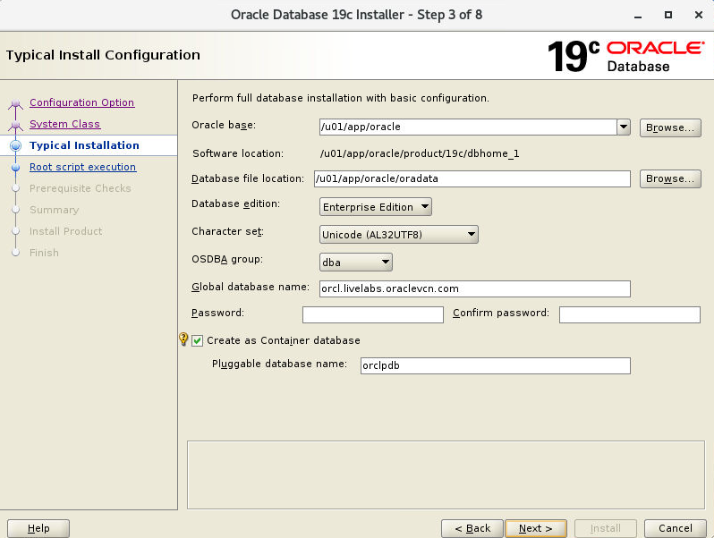 Oracle Database 19c Installer - Step 3 of 8
Typical Install Configuration
19c ORACLE
Database
Configuration Option
System Class
Typical Installation
Root script execution
Prerequisite Checks
Summary
Install Product
Finish
Perform full database installation with basic configuration.
Oracle base: /u01/app/oracle Browse...
Software location: /u01/app/oracle/product/19c/dbhome_1
Database file location: /u01/app/oracle/oradata Browse...
Database edition: Enterprise Edition
Character set: Unicode (AL32UTF8)
OSDBA group: dba
Global database name: orcl.livelabs.oraclevcn.com
Password: Confirm password:
Create as Container database
Pluggable database name: orclpdb
Help < Back Next > Install Cancel